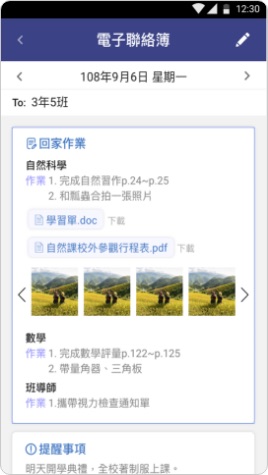 12:30
電子聯絡簿
108年9月6日 星期一
To: 3年5班
回家作業
自然科學
作業 1. 完成自然習作p.24~p.25
2. 和瓢蟲合拍一張照片
學習單.doc 下載
自然課校外參觀行程表.pdf 下載
數學
作業 1. 完成數學評量p.122~p.125
2. 帶量角器、三角板
班導師
作業 1.攜帶視力檢查通知單
提醒事項
明天開學典禮，全校著制服上課。